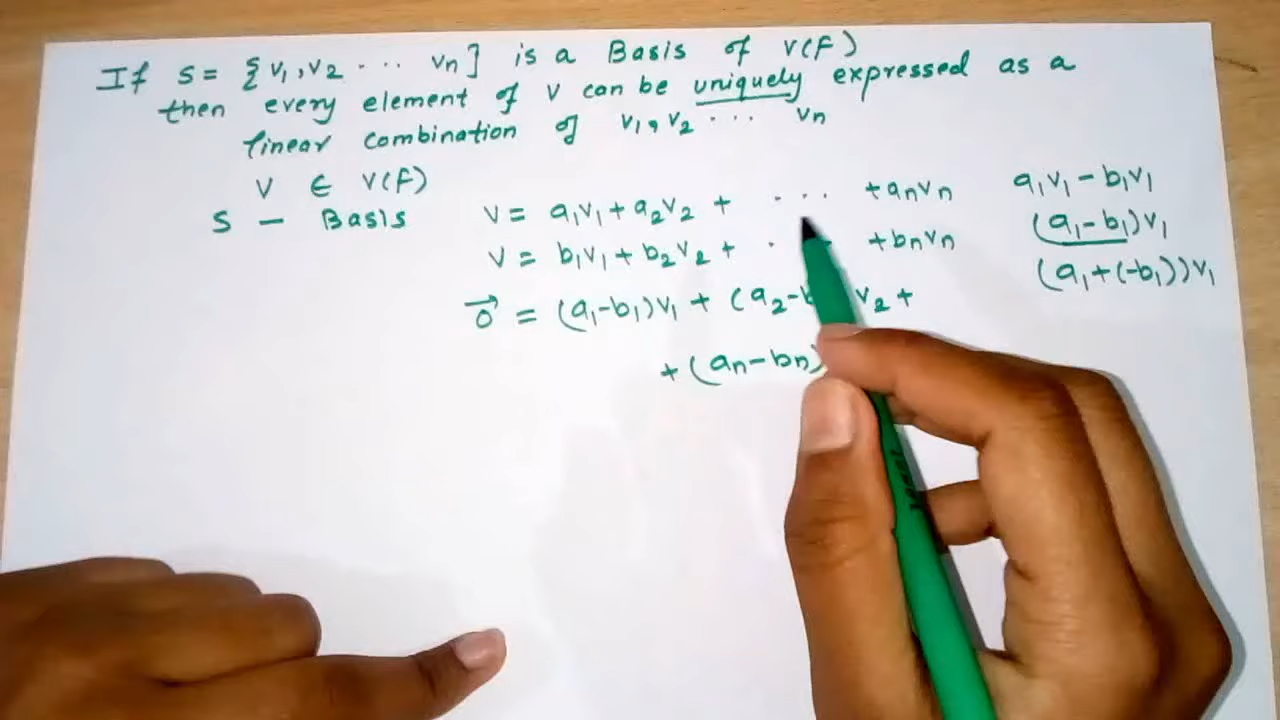 If S = {v₁, v₂ ... vₙ] is a Basis of V(F)
then every element of V can be uniquely expressed as a
linear combination of v₁, v₂ ... vₙ
V ∈ V(F)
S - Basis
V = a₁v₁ + a₂v₂ + ... + aₙvₙ
V = b₁v₁ + b₂v₂ + ... + bₙvₙ
0⃗ = (a₁-b₁)v₁ + (a₂-b v₂ +
+ (aₙ-bₙ)
a₁v₁ - b₁v₁
(a₁-b₁)v₁
(a₁+(-b₁))v₁